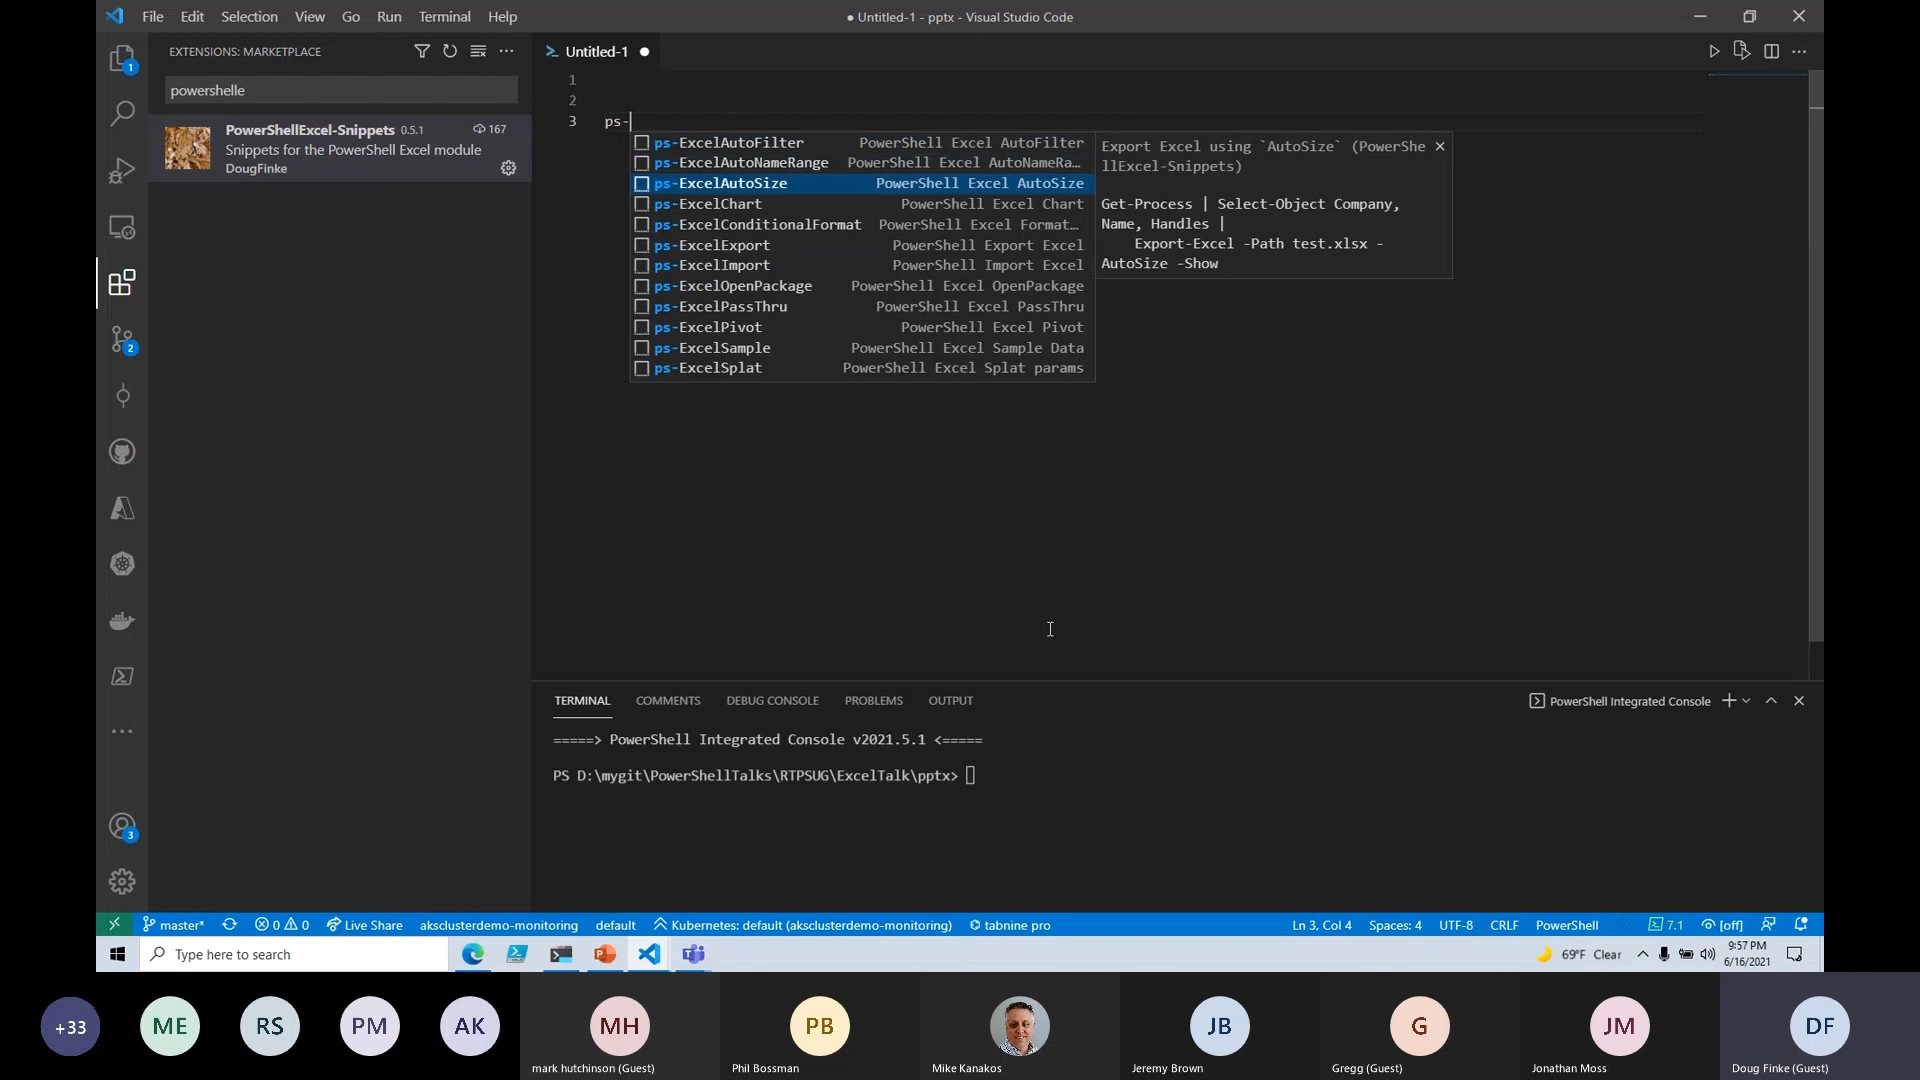 File Edit Selection View Go Run Terminal Help
● Untitled-1 - pptx - Visual Studio Code
EXTENSIONS: MARKETPLACE
powershelle
PowerShellExcel-Snippets 0.5.1 167
Snippets for the PowerShell Excel module
DougFinke
Untitled-1 ●
1
2
3 ps-
ps-ExcelAutoFilter PowerShell Excel AutoFilter
ps-ExcelAutoNameRange PowerShell Excel AutoNameRa…
ps-ExcelAutoSize PowerShell Excel AutoSize
ps-ExcelChart PowerShell Excel Chart
ps-ExcelConditionalFormat PowerShell Excel Format…
ps-ExcelExport PowerShell Export Excel
ps-ExcelImport PowerShell Import Excel
ps-ExcelOpenPackage PowerShell Excel OpenPackage
ps-ExcelPassThru PowerShell Excel PassThru
ps-ExcelPivot PowerShell Excel Pivot
ps-ExcelSample PowerShell Excel Sample Data
ps-ExcelSplat PowerShell Excel Splat params
Export Excel using `AutoSize` (PowerShe
llExcel-Snippets)
Get-Process | Select-Object Company,
Name, Handles |
Export-Excel -Path test.xlsx -
AutoSize -Show
1
2
3
TERMINAL COMMENTS DEBUG CONSOLE PROBLEMS OUTPUT
PowerShell Integrated Console
=====> PowerShell Integrated Console v2021.5.1 <=====
PS D:\mygit\PowerShellTalks\RTPSUG\ExcelTalk\pptx>
master* 0 0 Live Share aksclusterdemo-monitoring default Kubernetes: default (aksclusterdemo-monitoring) tabnine pro
Ln 3, Col 4 Spaces: 4 UTF-8 CRLF PowerShell 7.1 [off]
Type here to search
69°F Clear
9:57 PM
6/16/2021
+33 ME RS PM AK MH PB JB G JM DF
mark hutchinson (Guest) Phil Bossman Mike Kanakos Jeremy Brown Gregg (Guest) Jonathan Moss Doug Finke (Guest)